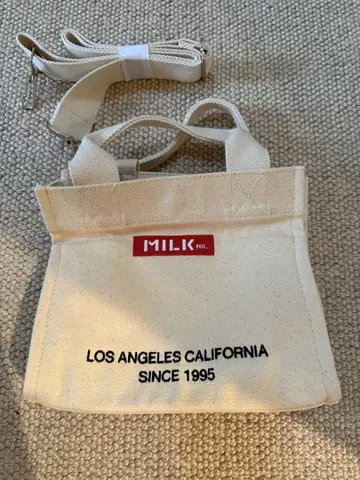 MILK FED.
LOS ANGELES CALIFORNIA
SINCE 1995